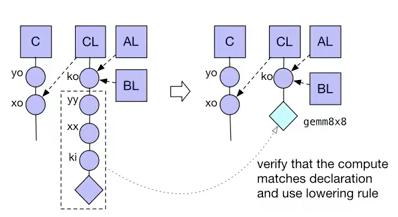 C CL AL
yo ko
xo BL
yy
xx
ki
C CL AL
yo ko
xo BL
gemm8x8
verify that the compute
matches declaration
and use lowering rule